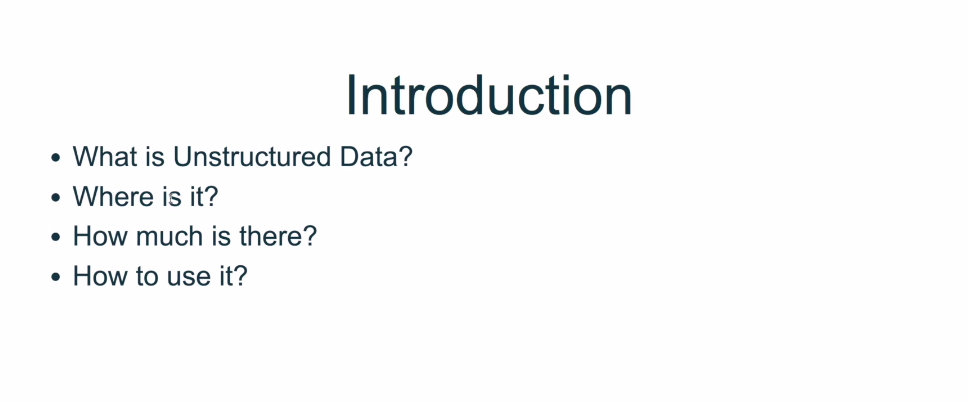 Introduction
• What is Unstructured Data?
• Where is it?
• How much is there?
• How to use it?